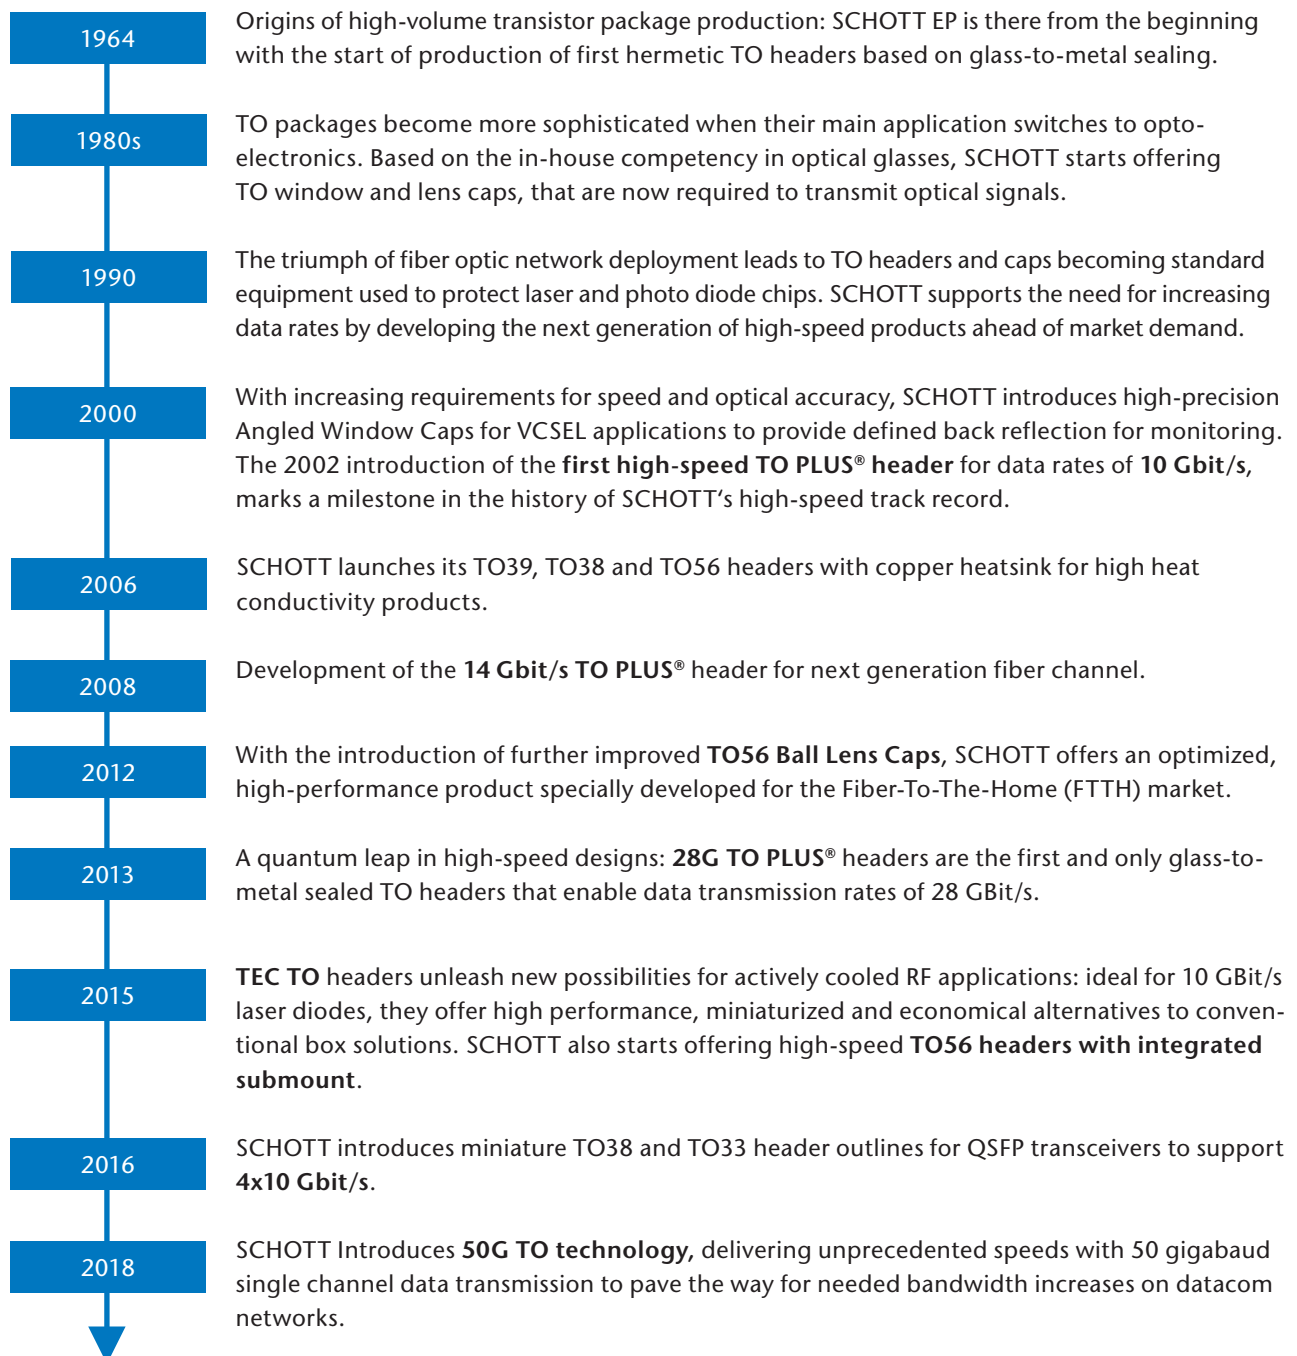 1964
Origins of high-volume transistor package production: SCHOTT EP is there from the beginning
with the start of production of first hermetic TO headers based on glass-to-metal sealing.
1980s
TO packages become more sophisticated when their main application switches to opto-
electronics. Based on the in-house competency in optical glasses, SCHOTT starts offering
TO window and lens caps, that are now required to transmit optical signals.
1990
The triumph of fiber optic network deployment leads to TO headers and caps becoming standard
equipment used to protect laser and photo diode chips. SCHOTT supports the need for increasing
data rates by developing the next generation of high-speed products ahead of market demand.
2000
With increasing requirements for speed and optical accuracy, SCHOTT introduces high-precision
Angled Window Caps for VCSEL applications to provide defined back reflection for monitoring.
The 2002 introduction of the first high-speed TO PLUS® header for data rates of 10 Gbit/s,
marks a milestone in the history of SCHOTT‘s high-speed track record.
2006
SCHOTT launches its TO39, TO38 and TO56 headers with copper heatsink for high heat
conductivity products.
2008
Development of the 14 Gbit/s TO PLUS® header for next generation fiber channel.
2012
With the introduction of further improved TO56 Ball Lens Caps, SCHOTT offers an optimized,
high-performance product specially developed for the Fiber-To-The-Home (FTTH) market.
2013
A quantum leap in high-speed designs: 28G TO PLUS® headers are the first and only glass-to-
metal sealed TO headers that enable data transmission rates of 28 GBit/s.
2015
TEC TO headers unleash new possibilities for actively cooled RF applications: ideal for 10 GBit/s
laser diodes, they offer high performance, miniaturized and economical alternatives to conven-
tional box solutions. SCHOTT also starts offering high-speed TO56 headers with integrated
submount.
2016
SCHOTT introduces miniature TO38 and TO33 header outlines for QSFP transceivers to support
4x10 Gbit/s.
2018
SCHOTT Introduces 50G TO technology, delivering unprecedented speeds with 50 gigabaud
single channel data transmission to pave the way for needed bandwidth increases on datacom
networks.